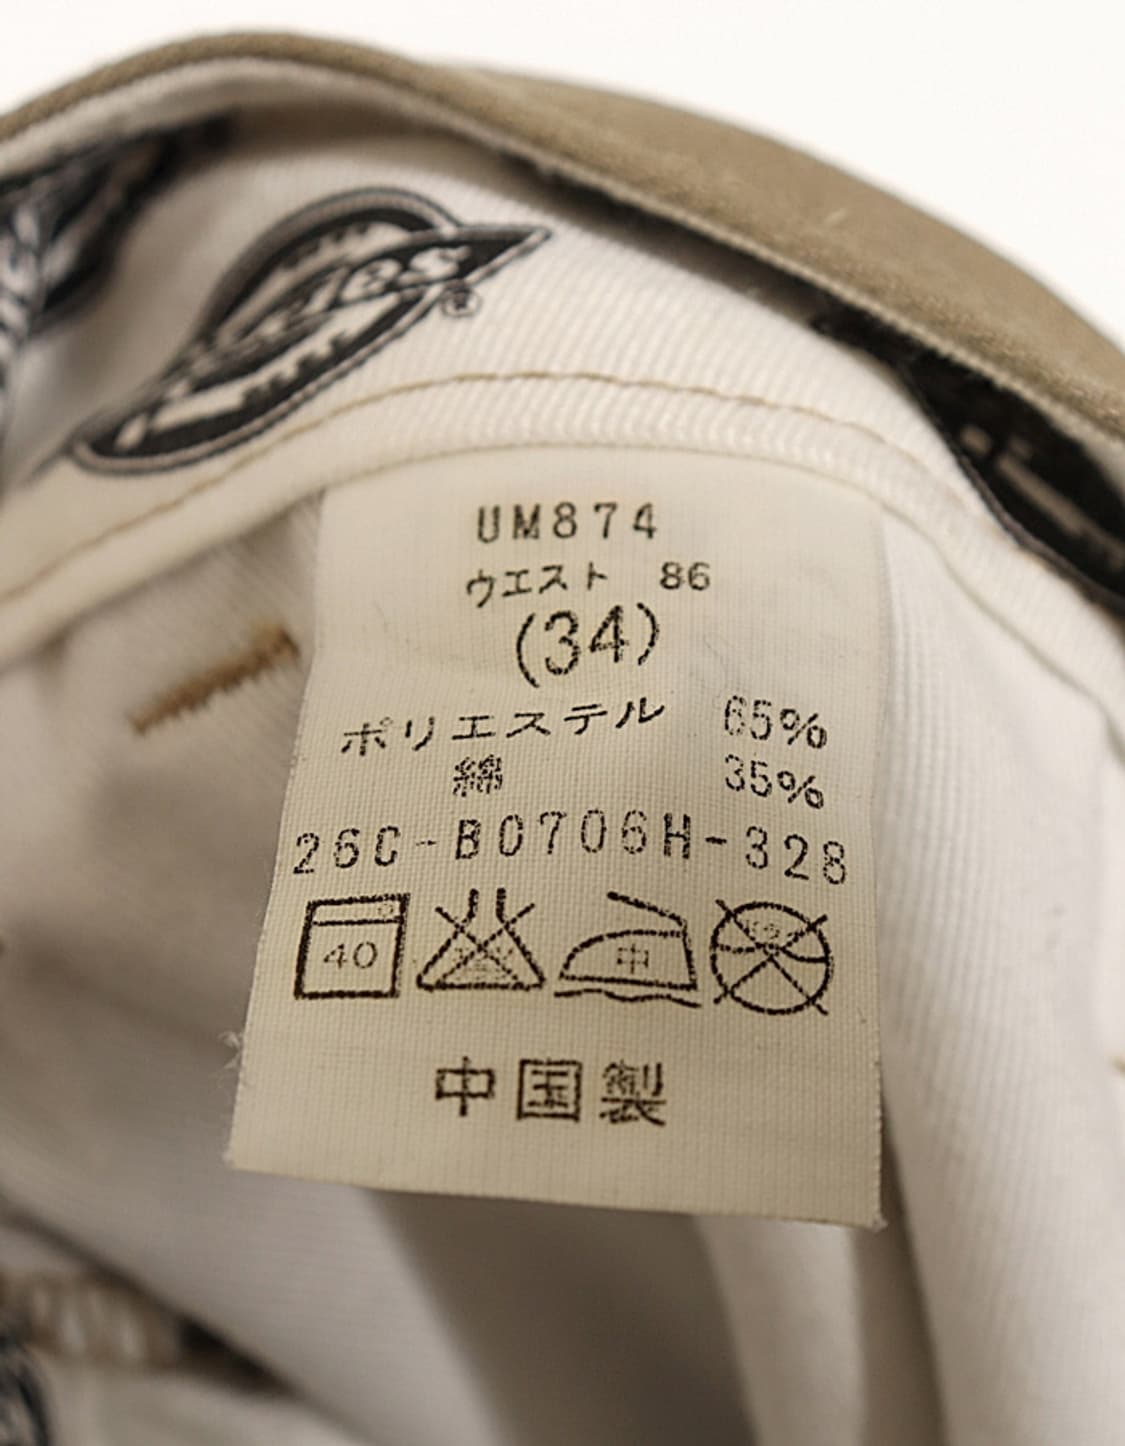 UM874
ウエスト 86
(34)
ポリエステル 65%
綿 35%
26C-B0706H-328
40
中
中国製